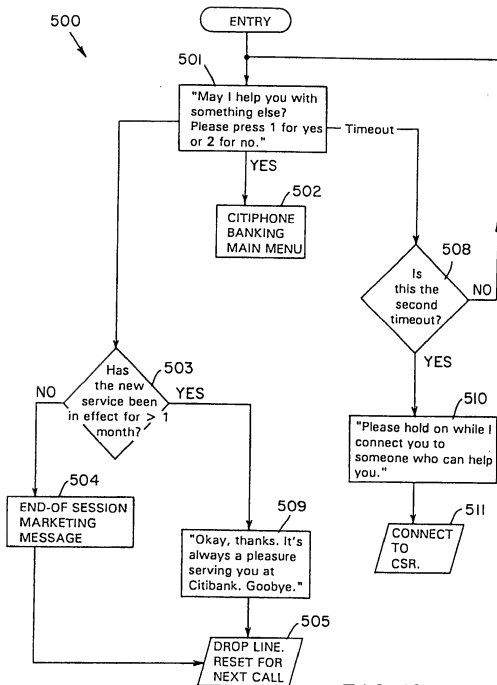 500
ENTRY
501
"May I help you with
something else?
Please press 1 for yes
or 2 for no."
Timeout
YES
502
CITIPHONE
BANKING
MAIN MENU
508
Is
this the
second
timeout?
NO
YES
503
Has
the new
service been
in effect for > 1
month?
NO
YES
510
"Please hold on while I
connect you to
someone who can help
you."
504
END-OF SESSION
MARKETING
MESSAGE
509
"Okay, thanks. It's
always a pleasure
serving you at
Citibank. Goobye."
511
CONNECT
TO
CSR.
505
DROP LINE.
RESET FOR
NEXT CALL